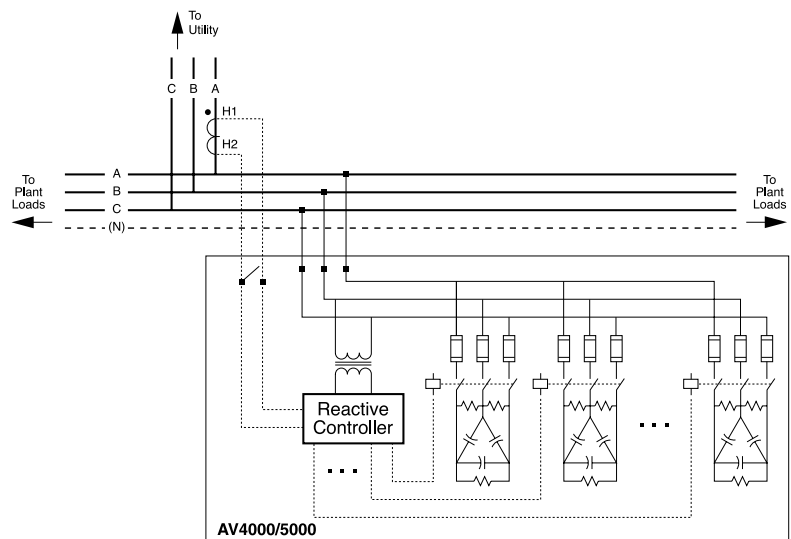 To
Utility
C B A
H1
H2
To
Plant
Loads
A
B
C
(N)
To
Plant
Loads
Reactive
Controller
AV4000/5000